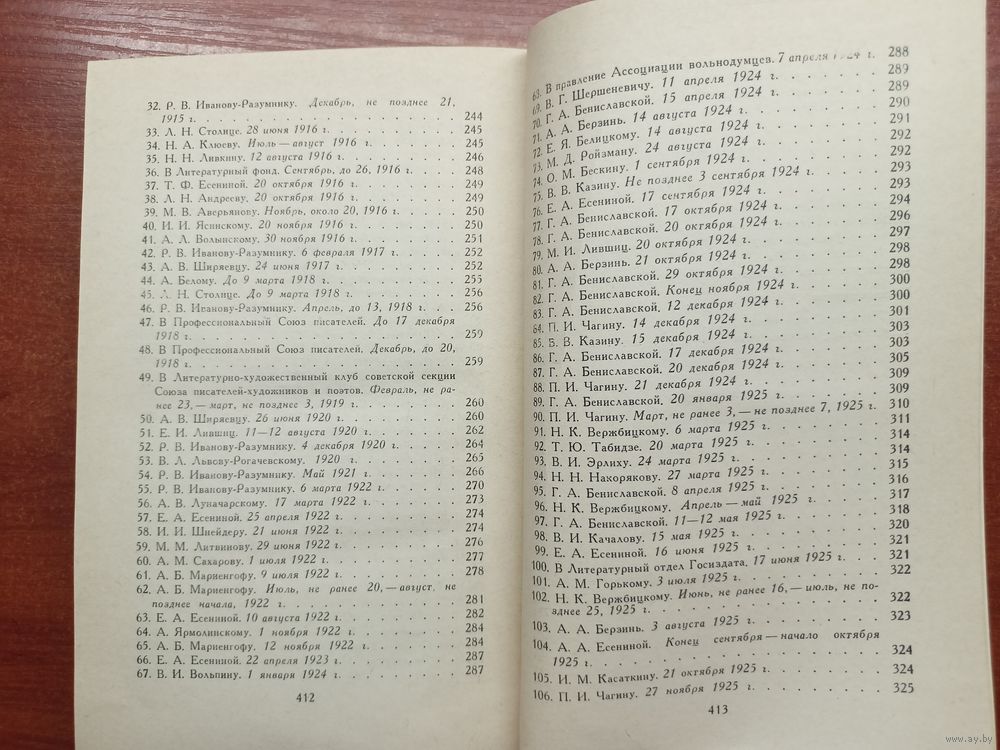 32. Р. В. Иванову-Разумнику. Декабрь, не позднее 21,
1915 г. 244
33. Л. Н. Столице. 28 июня 1916 г. 245
34. Н. А. Клюеву. Июль — август 1916 г. 245
35. Н. Н. Ливкину. 12 августа 1916 г. 246
36. В Литературный фонд. Сентябрь, до 26, 1916 г. 248
37. Т. Ф. Есениной. 20 октября 1916 г. 249
38. Л. Н. Андрееву. 20 октября 1916 г. 249
39. М. В. Аверьянову. Ноябрь, около 20, 1916 г. 250
40. И. И. Ясинскому. 20 ноября 1916 г. 250
41. А. Л. Волынскому. 30 ноября 1916 г. 251
42. Р. В. Иванову-Разумнику. 6 февраля 1917 г. 252
43. А. В. Ширяевцу. 24 июня 1917 г. 252
44. А. Белому. До 9 марта 1918 г. 255
45. Л. Н. Столице. До 9 марта 1918 г. 256
46. Р. В. Иванову-Разумнику. Апрель, до 13, 1918 г. 256
47. В Профессиональный Союз писателей. До 17 декабря
1918 г. 259
48. В Профессиональный Союз писателей. Декабрь, до 20,
1918 г. 259
49. В Литературно-художественный клуб советской секции
Союза писателей-художников и поэтов. Февраль, не ра-
нее 23, — март, не позднее 3, 1919 г. 260
50. А. В. Ширяевцу. 26 июня 1920 г. 260
51. Е. И. Лившиц. 11—12 августа 1920 г. 262
52. Р. В. Иванову-Разумнику. 4 декабря 1920 г. 264
53. В. Л. Львову-Рогачевскому. 1920 г. 265
54. Р. В. Иванову-Разумнику. Май 1921 г. 266
55. Р. В. Иванову-Разумнику. 6 марта 1922 г. 270
56. А. В. Луначарскому. 17 марта 1922 г. 273
57. Е. А. Есениной. 25 апреля 1922 г. 274
58. И. И. Шнейдеру. 21 июня 1922 г. 274
59. М. М. Литвинову. 29 июня 1922 г. 276
60. А. М. Сахарову. 1 июля 1922 г. 277
61. А. Б. Мариенгофу. 9 июля 1922 г. 278
62. А. Б. Мариенгофу. Июль, не ранее 20, — август, не
позднее начала, 1922 г. 281
63. Е. А. Есениной. 10 августа 1922 г. 282
64. А. Ярмолинскому. 1 ноября 1922 г. 284
65. А. Б. Мариенгофу. 12 ноября 1922 г. 284
66. Е. А. Есениной. 22 апреля 1923 г. 287
67. В. И. Вольпину. 1 января 1924 г. 287
412
68. В правление Ассоциации вольнодумцев. 7 апреля 1924 г. 288
69. В. Г. Шершеневичу. 11 апреля 1924 г. 289
70. Г. А. Бениславской. 15 апреля 1924 г. 289
71. А. А. Берзинь. 14 августа 1924 г. 290
72. Е. Я. Белицкому. 14 августа 1924 г. 291
73. М. Д. Ройзману. 24 августа 1924 г. 292
74. О. М. Бескину. 1 сентября 1924 г. 292
75. В. В. Казину. Не позднее 3 сентября 1924 г. 293
76. Е. А. Есениной. 17 сентября 1924 г. 293
77. Г. А. Бениславской. 17 октября 1924 г. 294
78. Г. А. Бениславской. 20 октября 1924 г. 296
79. М. И. Лившиц. 20 октября 1924 г. 297
80. А. А. Берзинь. 21 октября 1924 г. 298
81. Г. А. Бениславской. 29 октября 1924 г. 298
82. Г. А. Бениславской. Конец ноября 1924 г. 300
83. Г. А. Бениславской. 12 декабря 1924 г. 300
84. П. И. Чагину. 14 декабря 1924 г. 301
85. В. В. Казину. 15 декабря 1924 г. 303
86. Г. А. Бениславской. 17 декабря 1924 г. 303
87. Г. А. Бениславской. 20 декабря 1924 г. 305
88. П. И. Чагину. 21 декабря 1924 г. 309
89. Г. А. Бениславской. 20 января 1925 г. 309
90. П. И. Чагину. Март, не ранее 3, — не позднее 7, 1925 г. 310
91. Н. К. Вержбицкому. 6 марта 1925 г. 311
92. Т. Ю. Табидзе. 20 марта 1925 г. 314
93. В. И. Эрлиху. 24 марта 1925 г. 314
94. Н. Н. Накорякову. 27 марта 1925 г. 315
95. Г. А. Бениславской. 8 апреля 1925 г. 316
96. Н. К. Вержбицкому. Апрель — май 1925 г. 317
97. Г. А. Бениславской. 11—12 мая 1925 г. 318
98. В. И. Качалову. 15 мая 1925 г. 320
99. Е. А. Есениной. 16 июня 1925 г. 321
100. В Литературный отдел Госиздата. 17 июня 1925 г. 321
101. А. М. Горькому. 3 июля 1925 г. 322
102. Н. К. Вержбицкому. Июнь, не ранее 16, — июль, не по-
зднее 25, 1925 г. 322
103. А. А. Берзинь. 3 августа 1925 г. 323
104. А. А. Есениной. Конец сентября — начало октября
1925 г. 324
105. И. М. Касаткину. 21 октября 1925 г. 324
106. П. И. Чагину. 27 ноября 1925 г. 325
413
www.ay.by